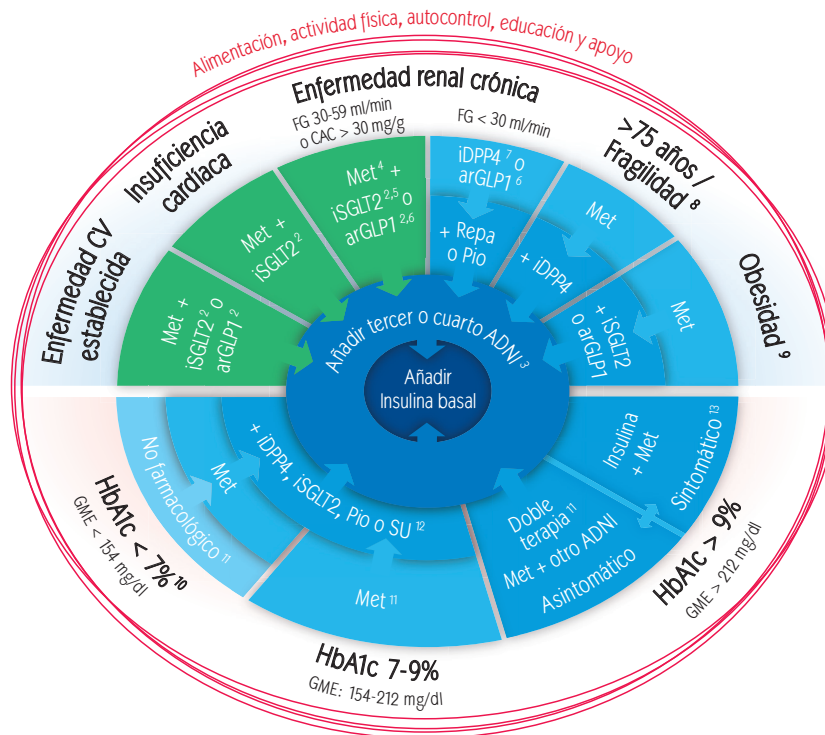 Alimentación, actividad física, autocontrol, educación y apoyo
Enfermedad CV
establecida
Met +
iSGLT2 ² o
arGLP1 ²
Insuficiencia
cardíaca
Met +
iSGLT2 ²
Enfermedad renal crónica
FG 30-59 ml/min
o CAC > 30 mg/g
Met ⁴ +
iSGLT2 ²,⁵ o
arGLP1 ²,⁶
FG < 30 ml/min
iDPP4 ⁷ o
arGLP1 ⁶
+ Repa
o Pio
>75 años /
Fragilidad ⁸
Met
+ iDPP4
Obesidad ⁹
Met
+ iSGLT2
o arGLP1
Añadir tercer o cuarto ADNI ³
Añadir
Insulina basal
HbA1c < 7% ¹⁰
GME < 154 mg/dl
No farmacológico ¹¹
Met
+ iDPP4, iSGLT2, Pio o SU ¹²
Met ¹¹
HbA1c 7-9%
GME: 154-212 mg/dl
Doble
terapia ¹¹
Met + otro ADNI
Asintomático
Insulina
+ Met
Sintomático ¹³
HbA1c > 9%
GME > 212 mg/dl